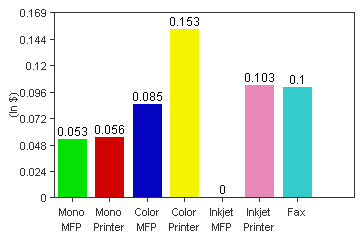 0.169
0.144
0.12
0.096
0.072
0.048
0.024
0
(In $)
0.053
0.056
0.085
0.153
0
0.103
0.1
Mono MFP
Mono Printer
Color MFP
Color Printer
Inkjet MFP
Inkjet Printer
Fax